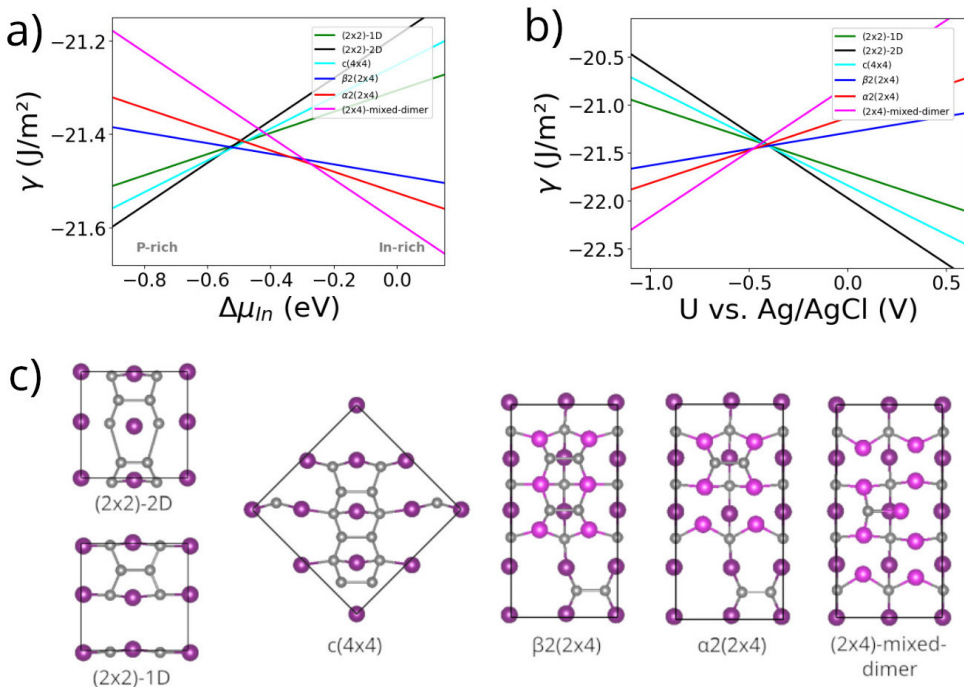 a)
γ (J/m²)
−21.2
−21.4
−21.6
(2x2)-1D
(2x2)-2D
c(4x4)
β2(2x4)
α2(2x4)
(2x4)-mixed-dimer
P-rich
In-rich
−0.8 −0.6 −0.4 −0.2 0.0
Δμ_In (eV)
b)
γ (J/m²)
−20.5
−21.0
−21.5
−22.0
−22.5
(2x2)-1D
(2x2)-2D
c(4x4)
β2(2x4)
α2(2x4)
(2x4)-mixed-dimer
−1.0 −0.5 0.0 0.5
U vs. Ag/AgCl (V)
c)
(2x2)-2D
(2x2)-1D
c(4x4)
β2(2x4)
α2(2x4)
(2x4)-mixed-
dimer